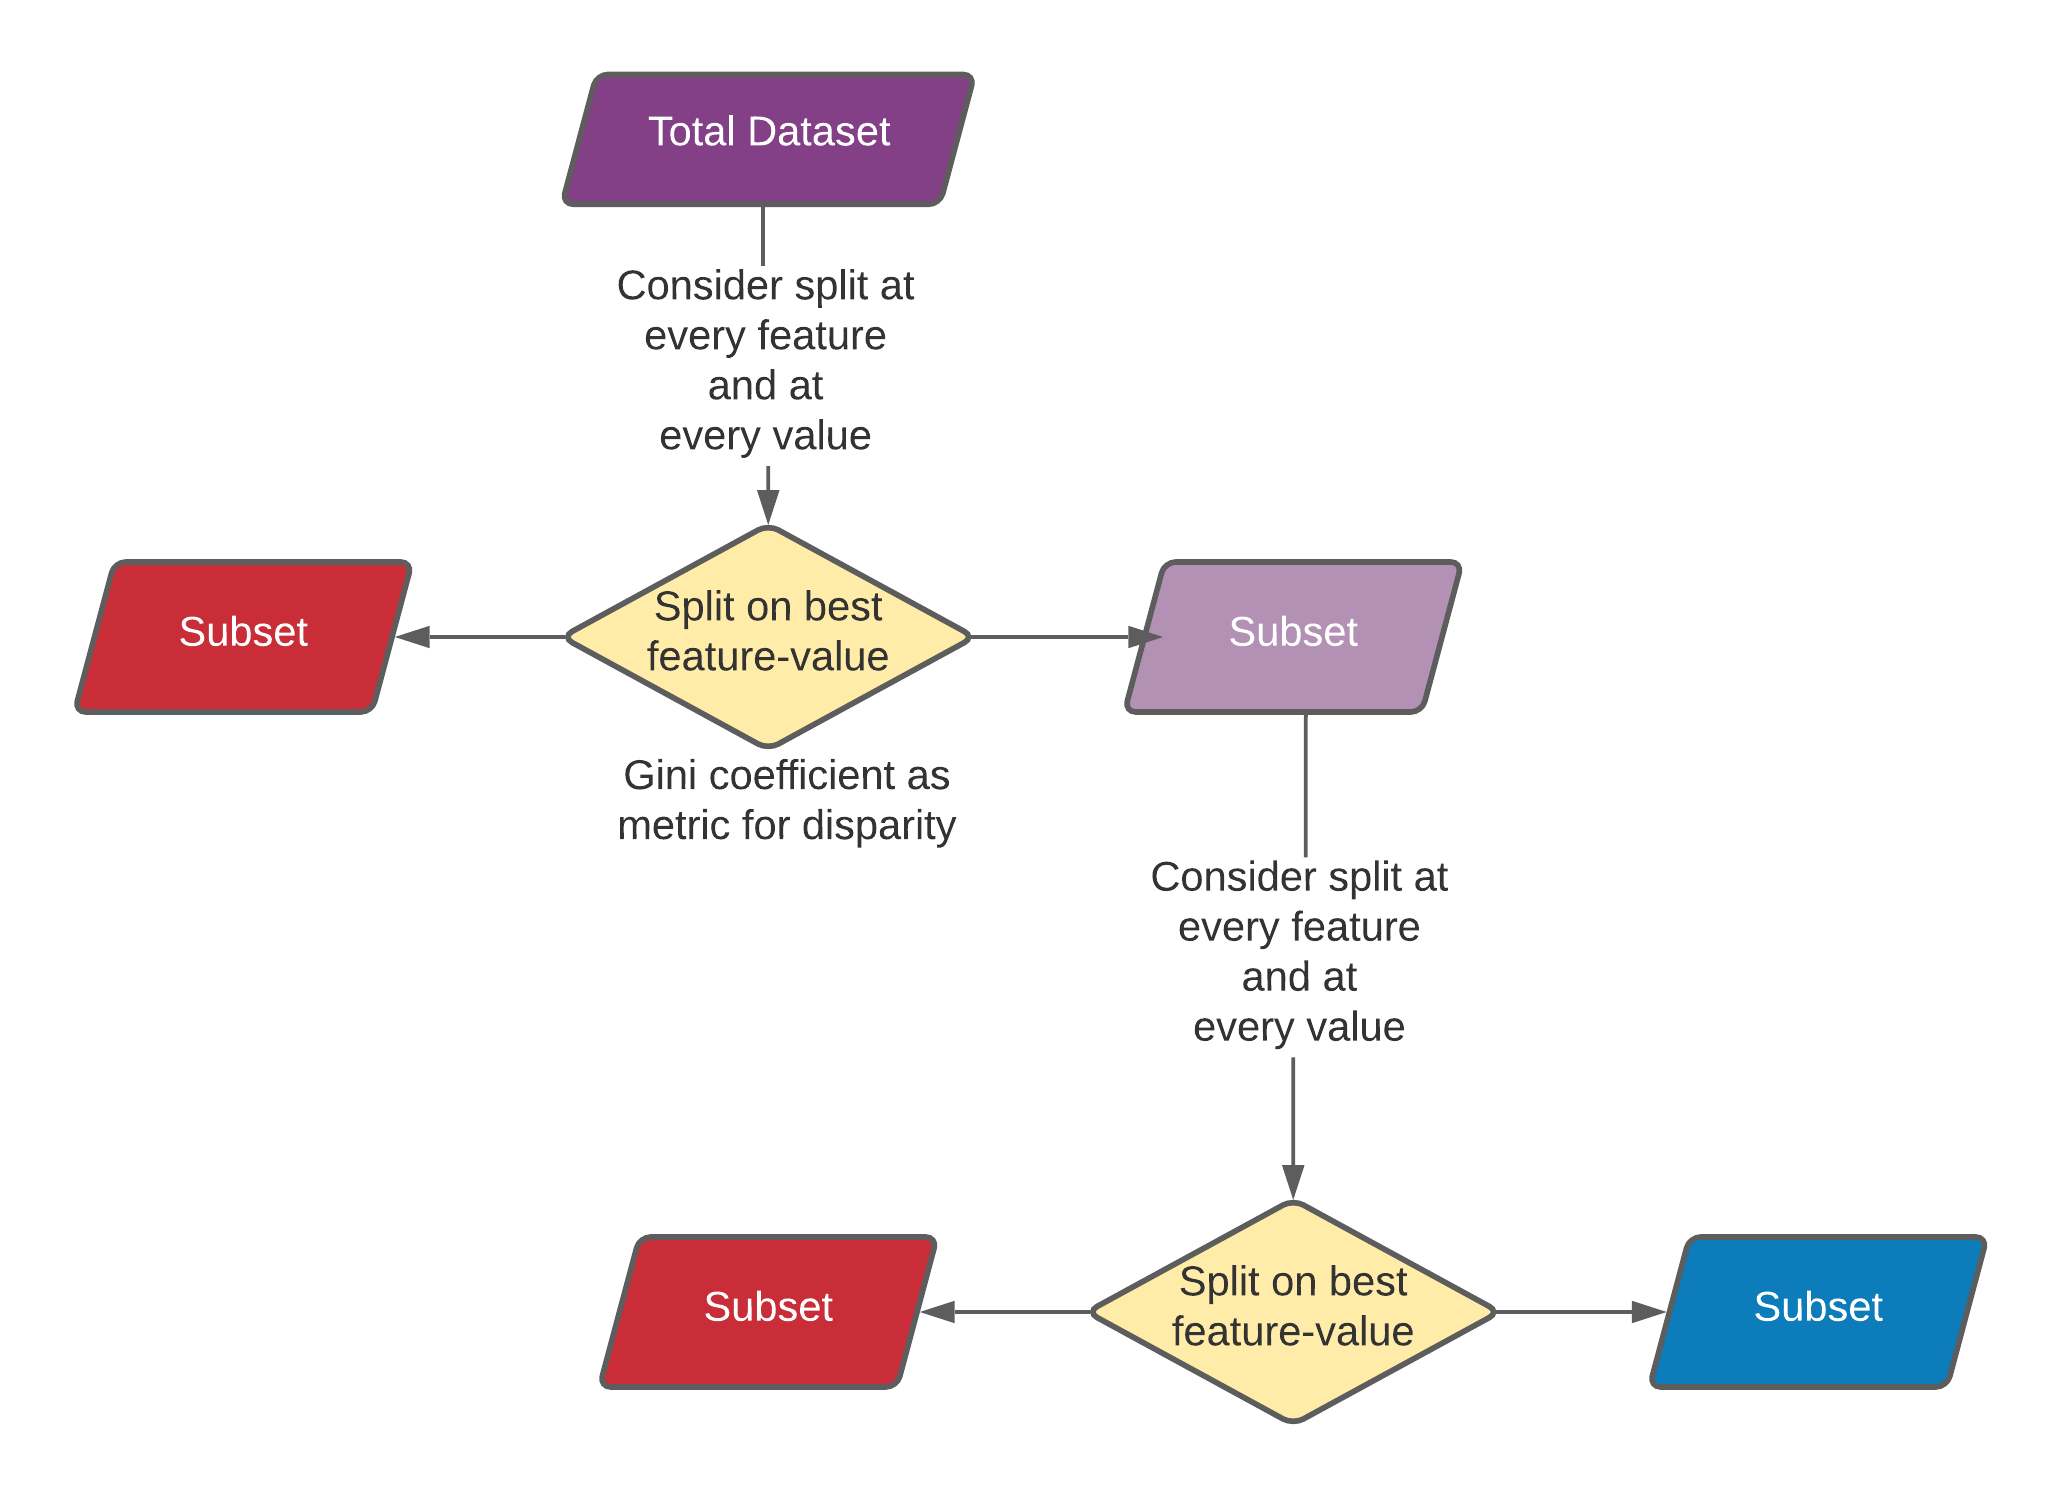 Total Dataset
Consider split at
every feature
and at
every value
Subset
Split on best
feature-value
Subset
Gini coefficient as
metric for disparity
Consider split at
every feature
and at
every value
Subset
Split on best
feature-value
Subset